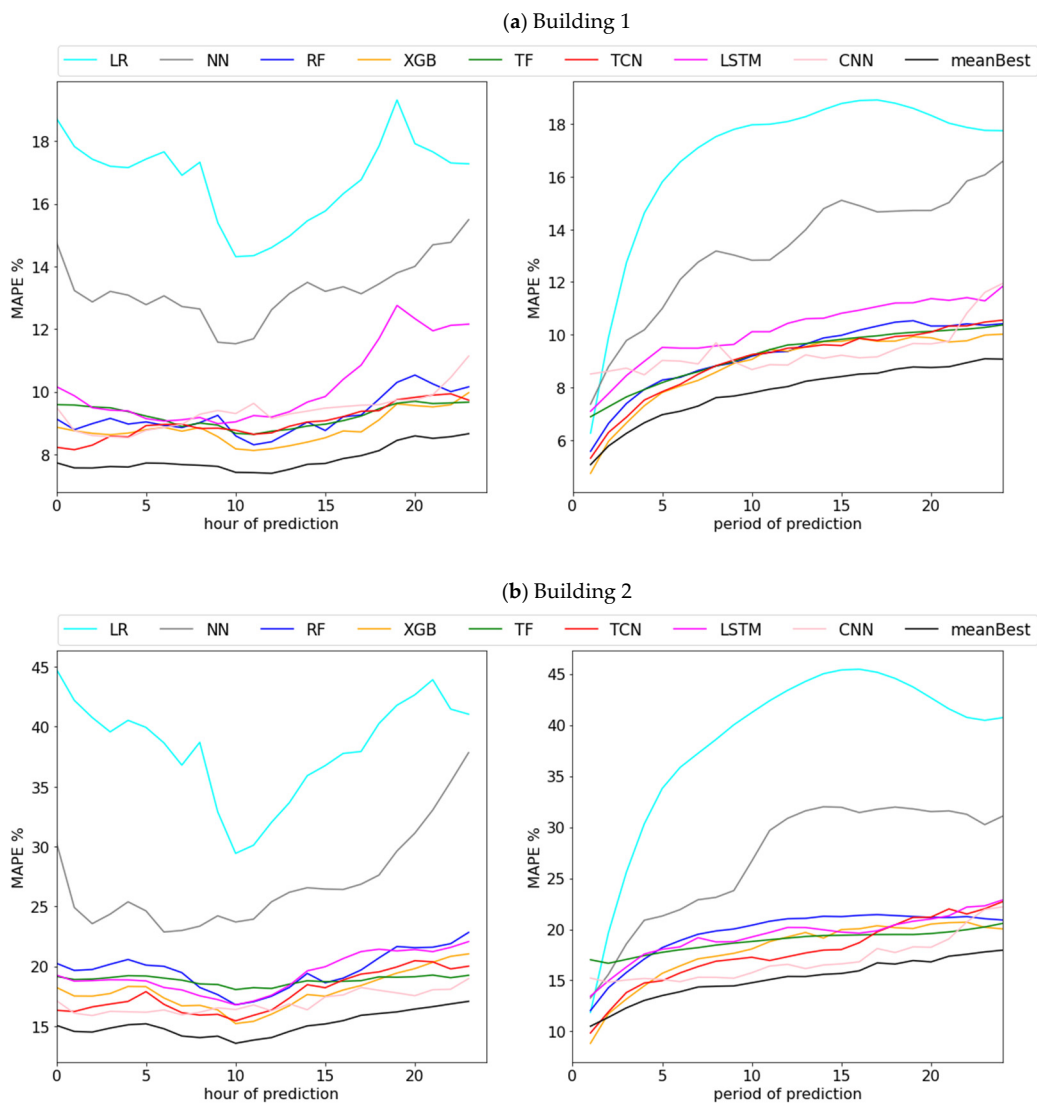 (a) Building 1
LR NN RF XGB TF TCN LSTM CNN meanBest
MAPE %
18
16
14
12
10
8
0 5 10 15 20
hour of prediction
MAPE %
18
16
14
12
10
8
6
0 5 10 15 20
period of prediction
(b) Building 2
LR NN RF XGB TF TCN LSTM CNN meanBest
MAPE %
45
40
35
30
25
20
15
0 5 10 15 20
hour of prediction
MAPE %
45
40
35
30
25
20
15
10
0 5 10 15 20
period of prediction